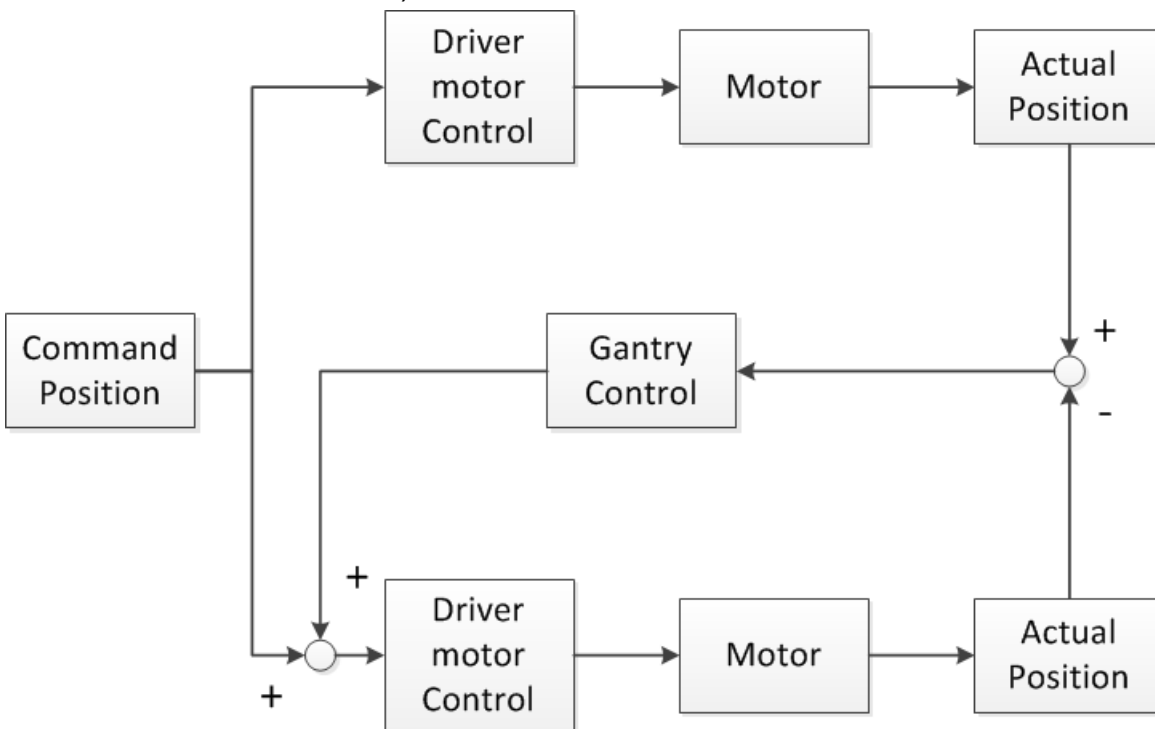 Driver
motor
Control
Motor
Actual
Position
Command
Position
Gantry
Control
+
-
+
+
Driver
motor
Control
Motor
Actual
Position